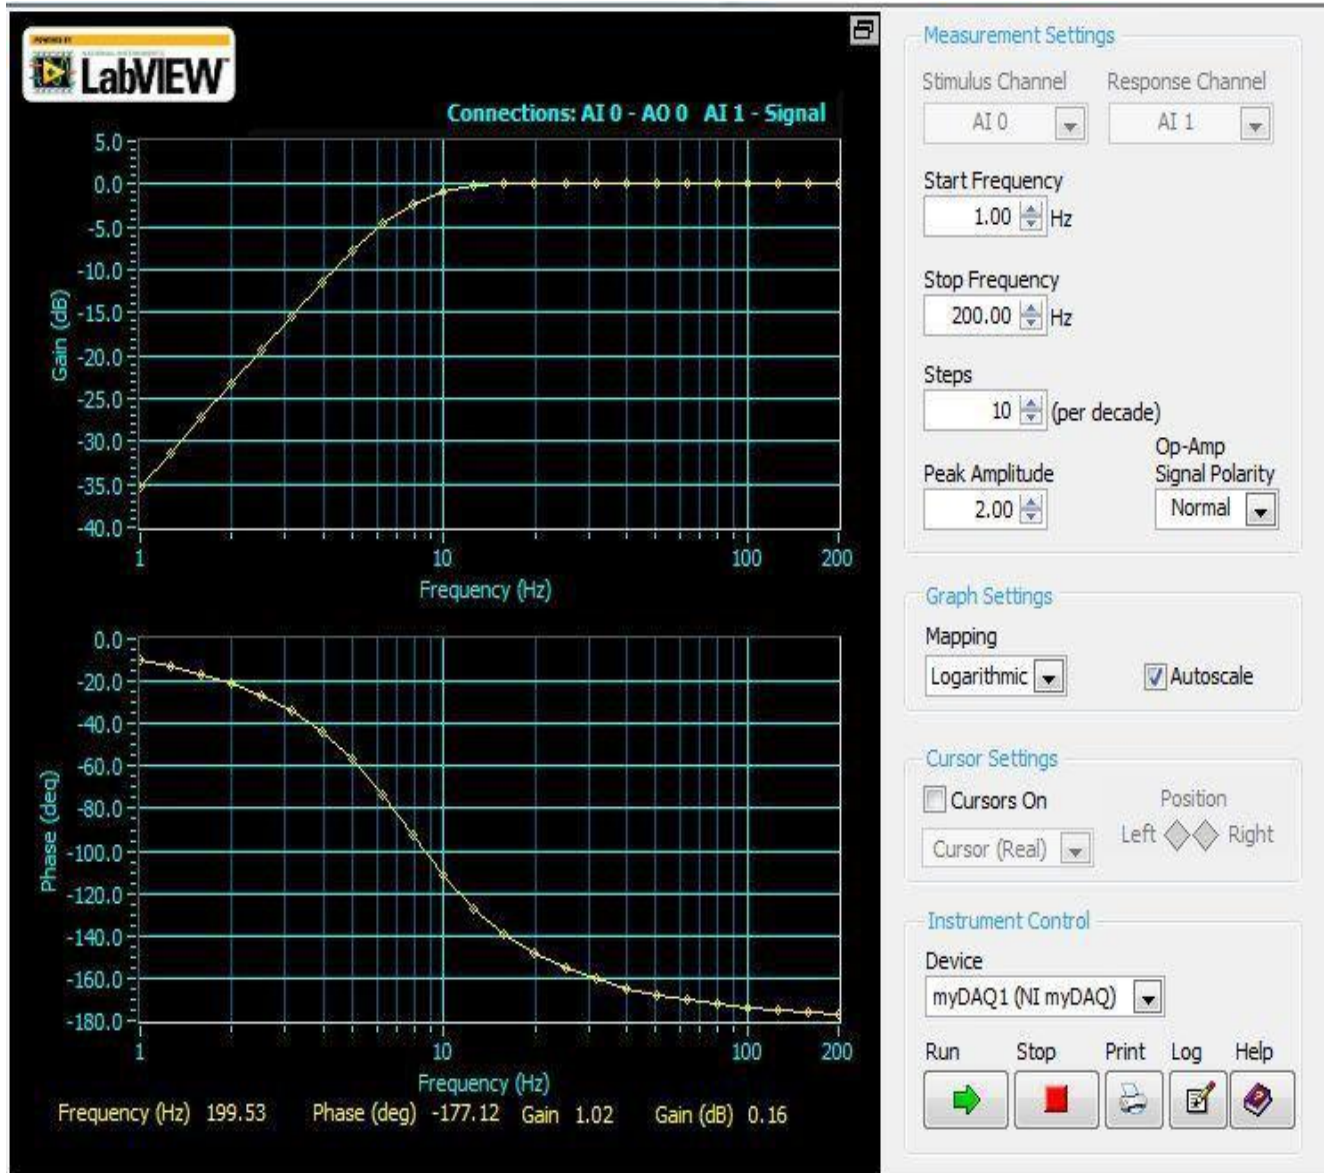 POWERED BY
NATIONAL INSTRUMENTS
LabVIEW™
Connections: AI 0 - AO 0 AI 1 - Signal
5.0
0.0
-5.0
-10.0
-15.0
-20.0
-25.0
-30.0
-35.0
-40.0
Gain (dB)
1 10 100 200
Frequency (Hz)
0.0
-20.0
-40.0
-60.0
-80.0
-100.0
-120.0
-140.0
-160.0
-180.0
Phase (deg)
1 10 100 200
Frequency (Hz)
Frequency (Hz) 199.53 Phase (deg) -177.12 Gain 1.02 Gain (dB) 0.16
Measurement Settings
Stimulus Channel Response Channel
AI 0 AI 1
Start Frequency
1.00 Hz
Stop Frequency
200.00 Hz
Steps
10 (per decade)
Peak Amplitude
2.00
Op-Amp
Signal Polarity
Normal
Graph Settings
Mapping
Logarithmic Autoscale
Cursor Settings
Cursors On Position
Cursor (Real) Left Right
Instrument Control
Device
myDAQ1 (NI myDAQ)
Run Stop Print Log Help